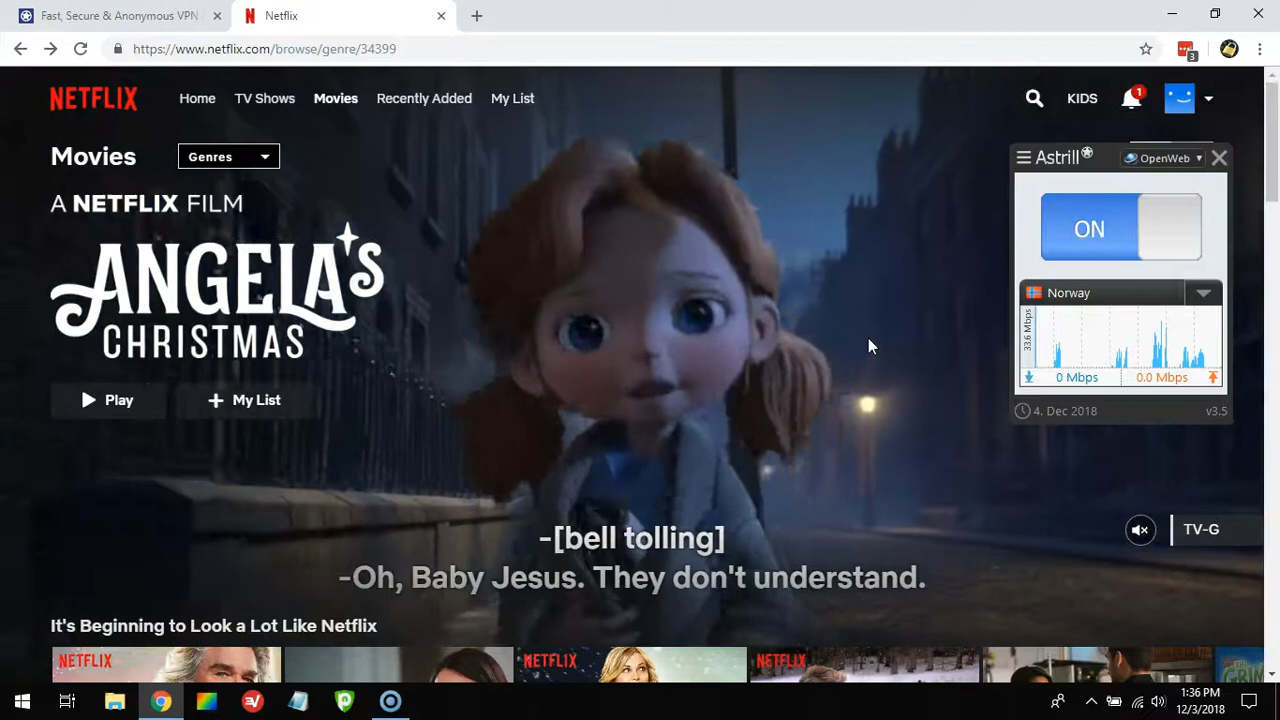 Fast, Secure & Anonymous VPN
Netflix
https://www.netflix.com/browse/genre/34399
3
NETFLIX
Home
TV Shows
Movies
Recently Added
My List
KIDS
1
Movies
Genres
A NETFLIX FILM
ANGELA'S
CHRISTMAS
Play
My List
Astrill
OpenWeb
ON
Norway
33.6 Mbps
0 Mbps
0.0 Mbps
4. Dec 2018
v3.5
-[bell tolling]
-Oh, Baby Jesus. They don't understand.
TV-G
It's Beginning to Look a Lot Like Netflix
NETFLIX
NETFLIX
NETFLIX
1:36 PM
12/3/2018